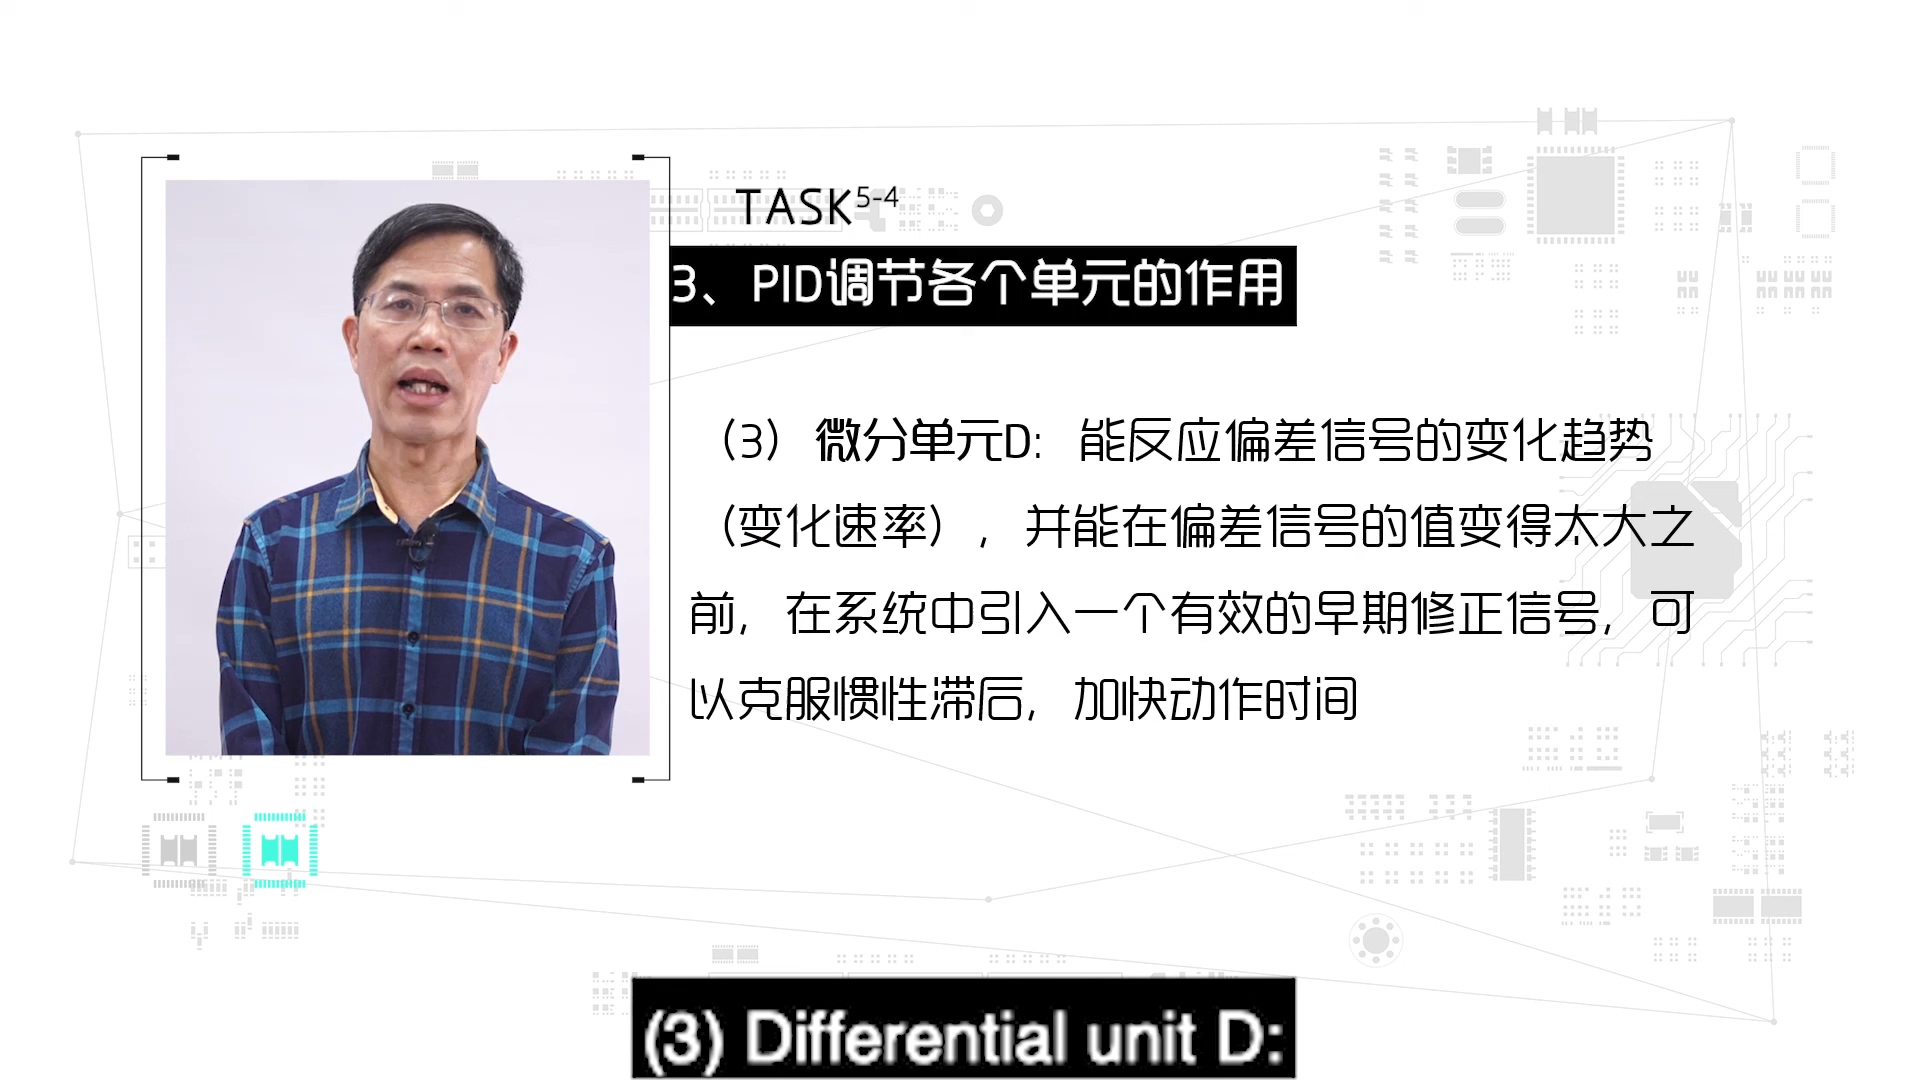 TASK 5-4
3、PID调节各个单元的作用
（3）微分单元D：能反应偏差信号的变化趋势
（变化速率），并能在偏差信号的值变得太大之
前，在系统中引入一个有效的早期修正信号，可
以克服惯性滞后，加快动作时间
(3) Differential unit D: